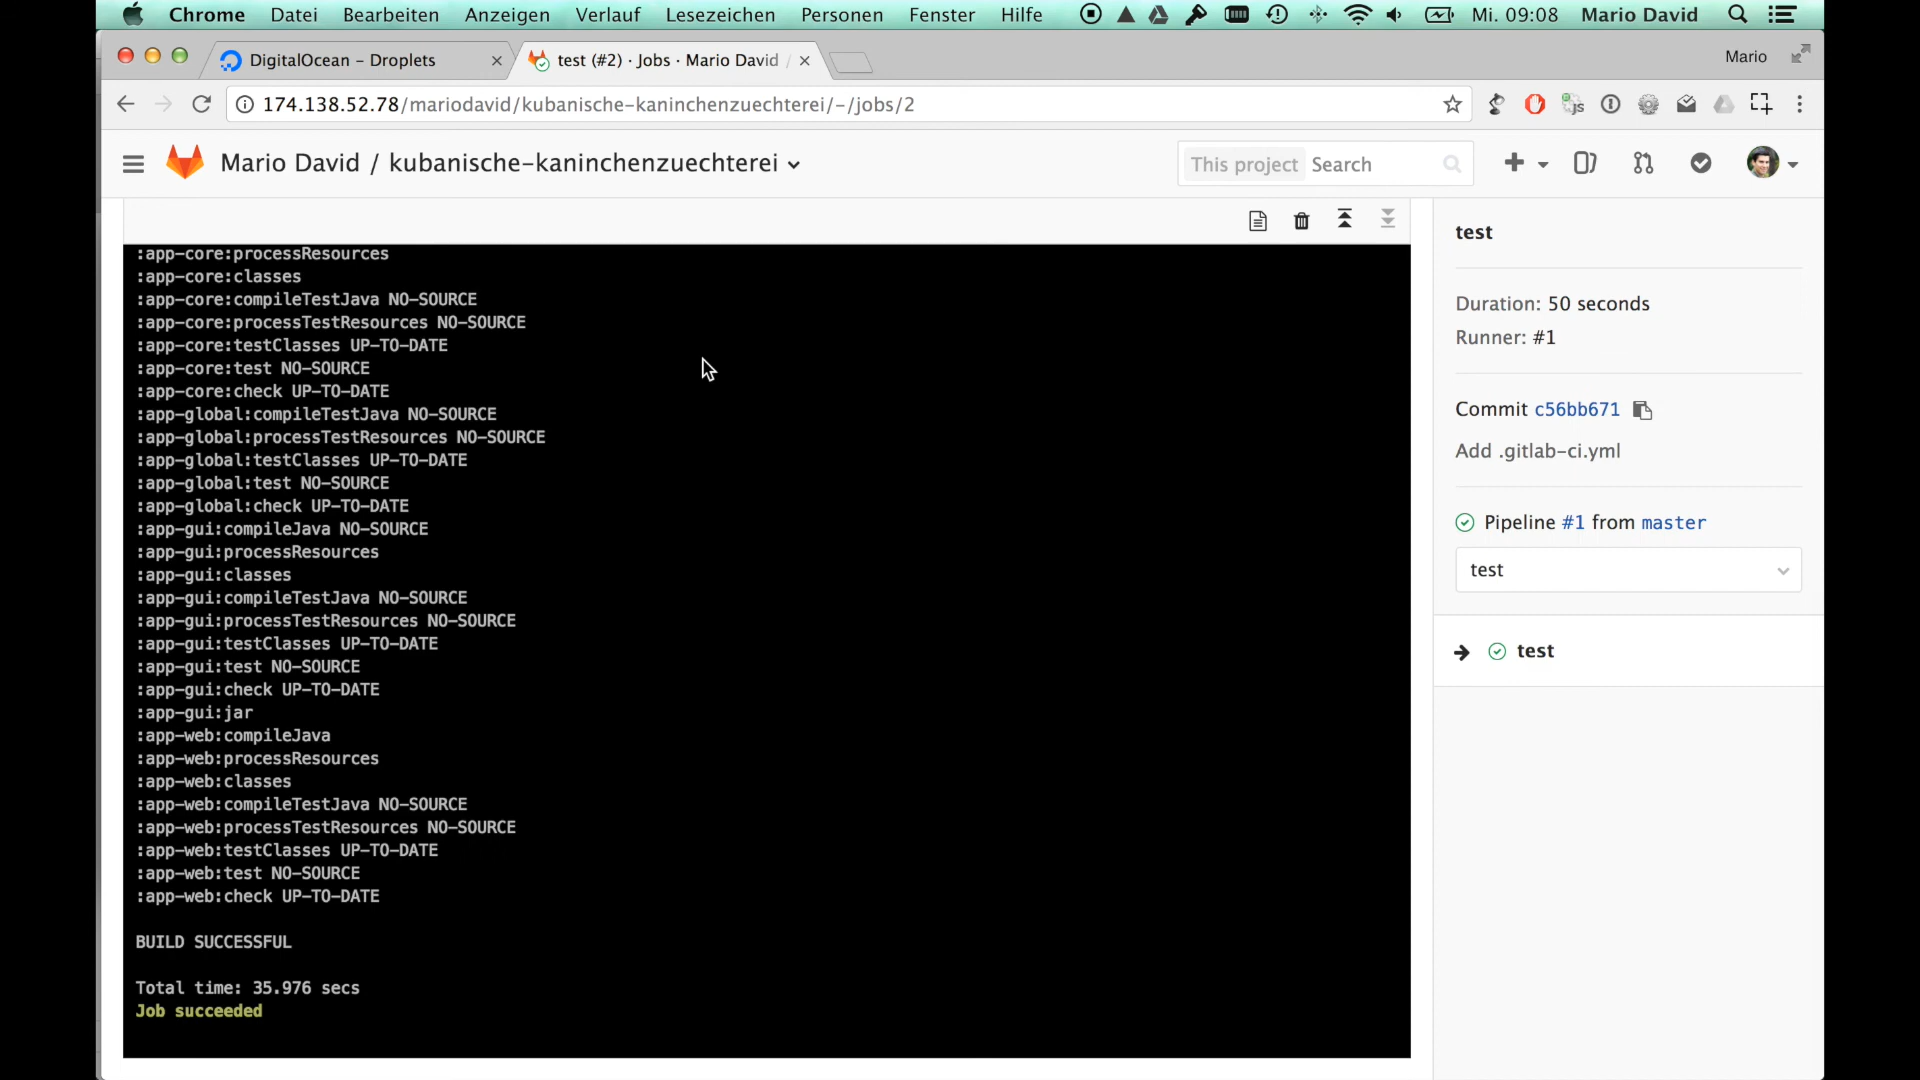 Chrome Datei Bearbeiten Anzeigen Verlauf Lesezeichen Personen Fenster Hilfe Mi. 09:08 Mario David
DigitalOcean – Droplets
test (#2) · Jobs · Mario David /
Mario
174.138.52.78/mariodavid/kubanische-kaninchenzuechterei/-/jobs/2
Mario David / kubanische-kaninchenzuechterei
This project Search
:app-core:processResources
:app-core:classes
:app-core:compileTestJava NO-SOURCE
:app-core:processTestResources NO-SOURCE
:app-core:testClasses UP-TO-DATE
:app-core:test NO-SOURCE
:app-core:check UP-TO-DATE
:app-global:compileTestJava NO-SOURCE
:app-global:processTestResources NO-SOURCE
:app-global:testClasses UP-TO-DATE
:app-global:test NO-SOURCE
:app-global:check UP-TO-DATE
:app-gui:compileJava NO-SOURCE
:app-gui:processResources
:app-gui:classes
:app-gui:compileTestJava NO-SOURCE
:app-gui:processTestResources NO-SOURCE
:app-gui:testClasses UP-TO-DATE
:app-gui:test NO-SOURCE
:app-gui:check UP-TO-DATE
:app-gui:jar
:app-web:compileJava
:app-web:processResources
:app-web:classes
:app-web:compileTestJava NO-SOURCE
:app-web:processTestResources NO-SOURCE
:app-web:testClasses UP-TO-DATE
:app-web:test NO-SOURCE
:app-web:check UP-TO-DATE
BUILD SUCCESSFUL
Total time: 35.976 secs
Job succeeded
test
Duration: 50 seconds
Runner: #1
Commit c56bb671
Add .gitlab-ci.yml
Pipeline #1 from master
test
test